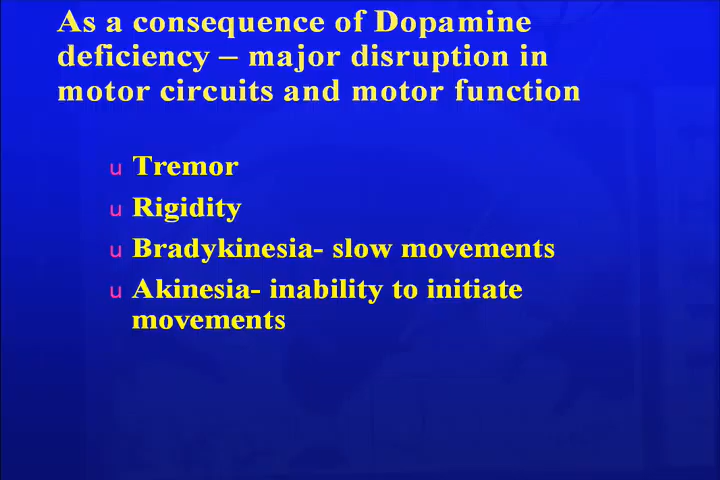 As a consequence of Dopamine
deficiency – major disruption in
motor circuits and motor function
u Tremor
u Rigidity
u Bradykinesia- slow movements
u Akinesia- inability to initiate
movements